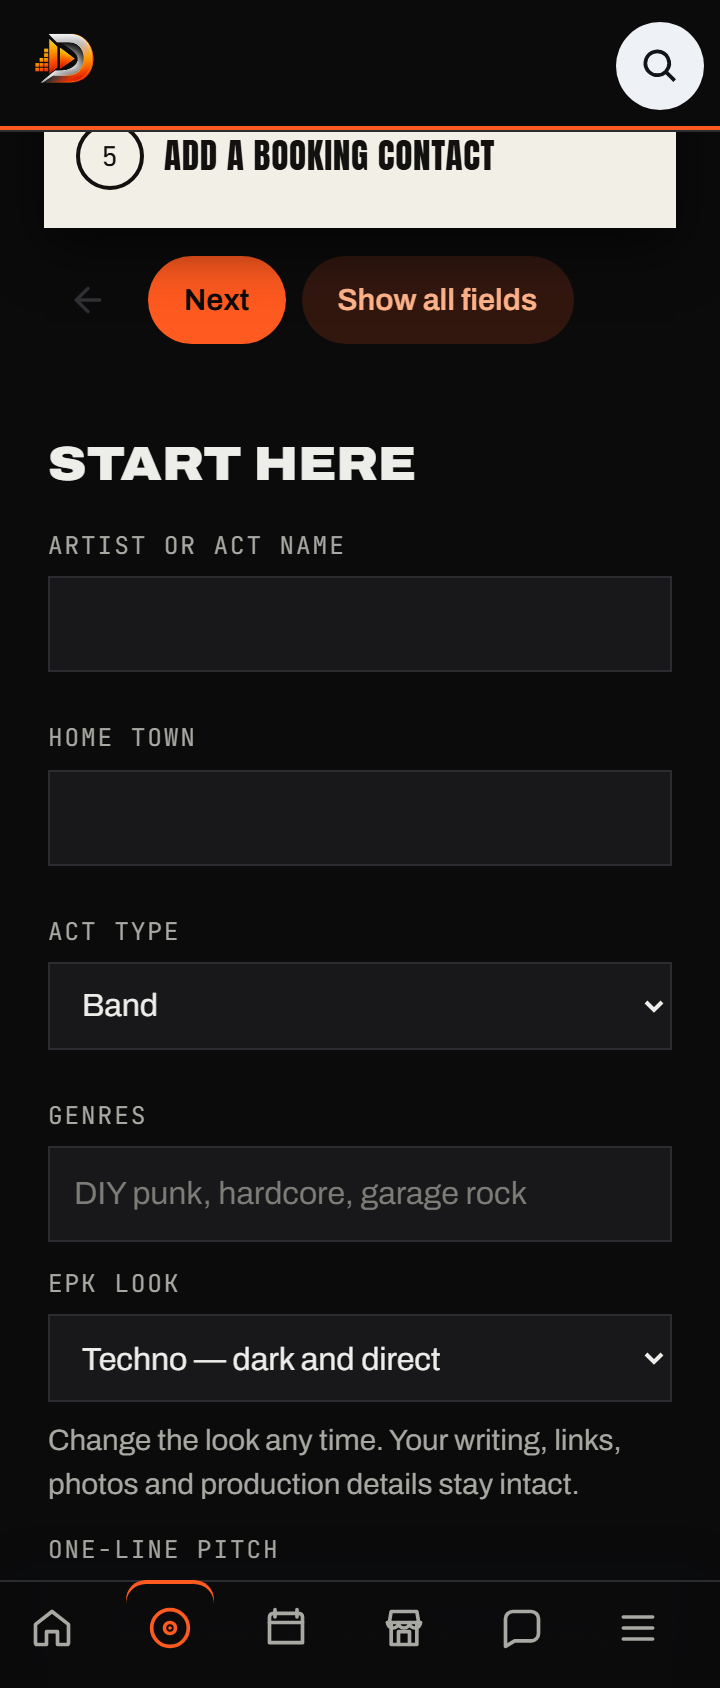 5 ADD A BOOKING CONTACT
Next
Show all fields
START HERE
ARTIST OR ACT NAME
HOME TOWN
ACT TYPE
Band
GENRES
DIY punk, hardcore, garage rock
EPK LOOK
Techno — dark and direct
Change the look any time. Your writing, links,
photos and production details stay intact.
ONE-LINE PITCH